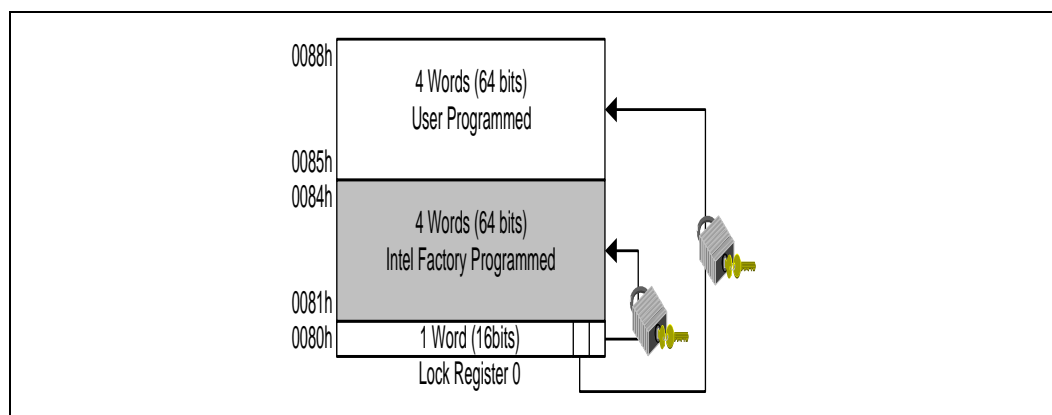 0088h
4 Words (64 bits)
User Programmed
0085h
0084h
4 Words (64 bits)
Intel Factory Programmed
0081h
0080h
1 Word (16bits)
Lock Register 0